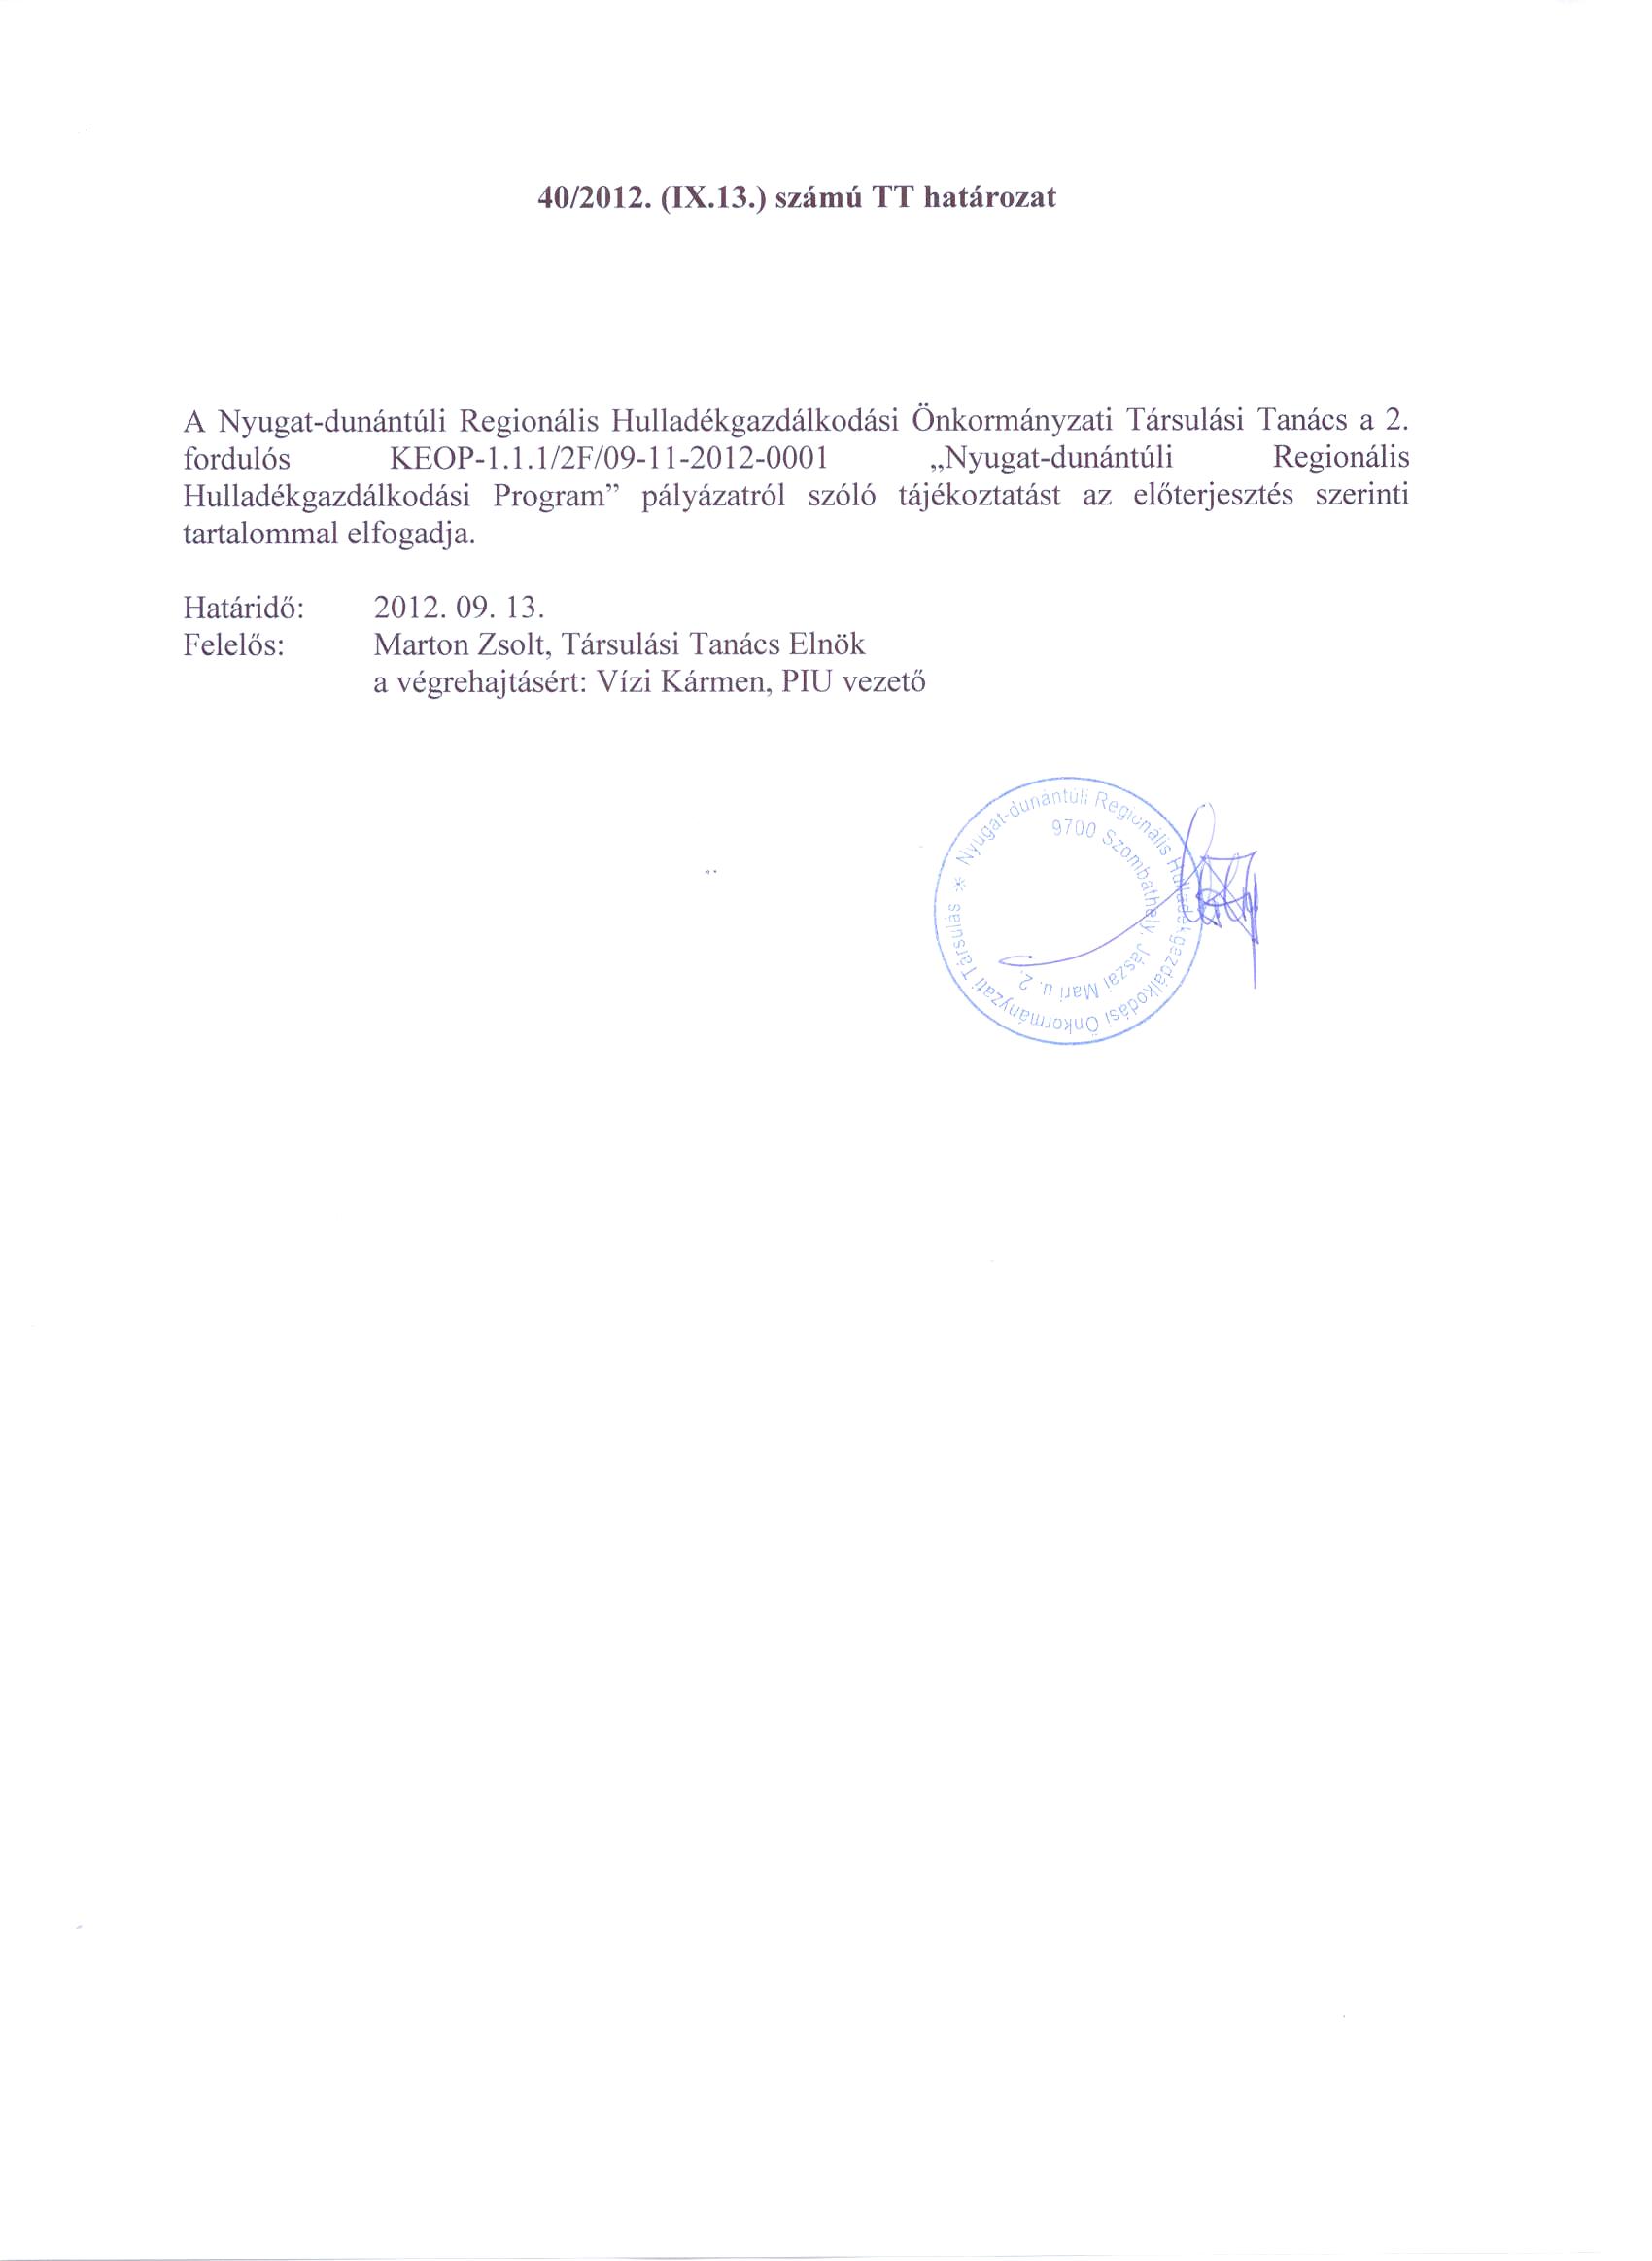 40/2012. (IX.13.) számú TT határozat
A Nyugat-dunántúli Regionális Hulladékgazdálkodási Önkormányzati Társulási Tanács a 2.
fordulós KEOP-1.1.1/2F/09-11-2012-0001 „Nyugat-dunántúli Regionális
Hulladékgazdálkodási Program” pályázatról szóló tájékoztatást az előterjesztés szerinti
tartalommal elfogadja.
Határidő: 2012. 09. 13.
Felelős: Marton Zsolt, Társulási Tanács Elnök
a végrehajtásért: Vízi Kármen, PIU vezető
Nyugat-dunántúli Regionális Hulladékgazdálkodási Önkormányzati Társulás *
9700 Szombathely, Jászai Mari u. 2.